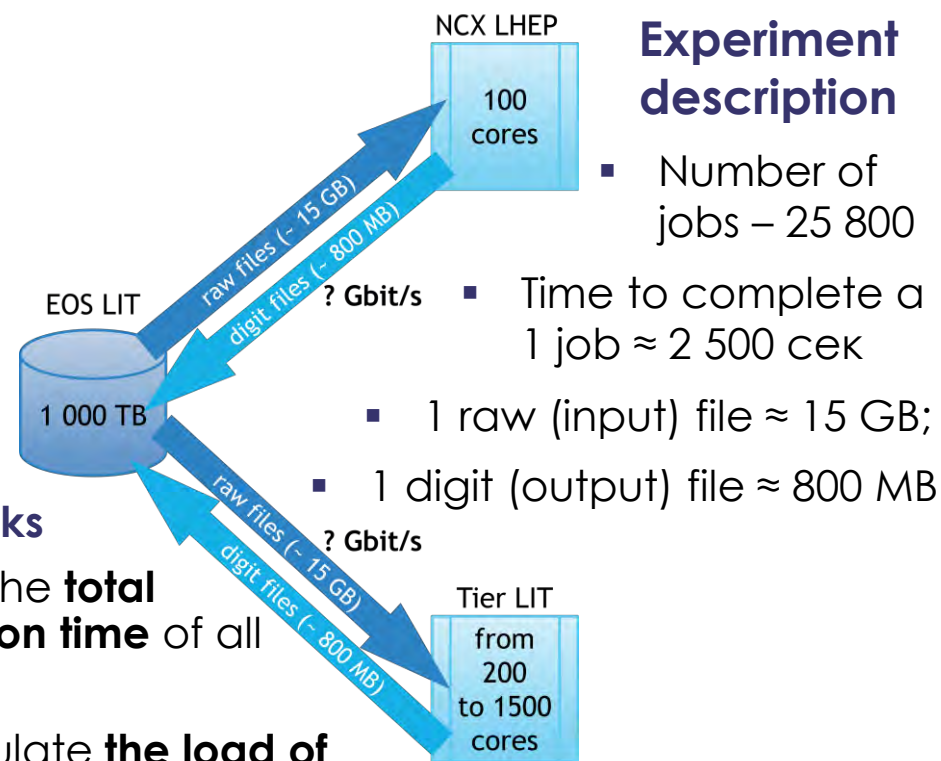 NCX LHEP
100
cores
Experiment
description
▪ Number of
jobs – 25 800
▪ Time to complete a
1 job ≈ 2 500 сек
▪ 1 raw (input) file ≈ 15 GB;
▪ 1 digit (output) file ≈ 800 MB
raw files (~ 15 GB)
digit files (~ 800 MB)
? Gbit/s
EOS LIT
1 000 TB
raw files (~ 15 GB)
digit files (~ 800 MB)
? Gbit/s
Tier LIT
from
200
to 1500
cores
ks
he total
on time of all
ulate the load of